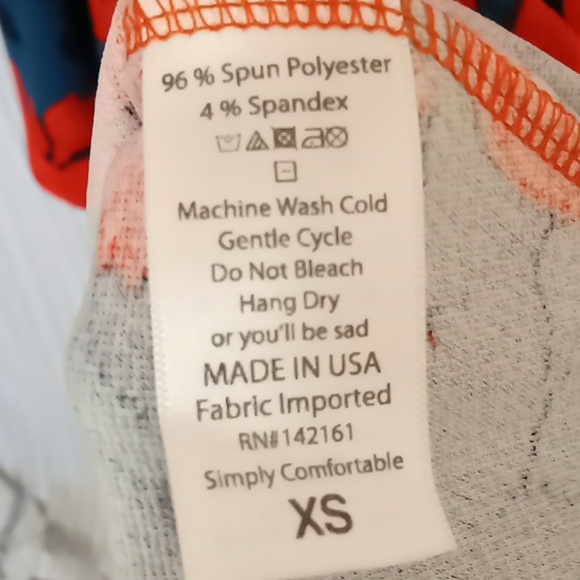 96 % Spun Polyester
4 % Spandex
Machine Wash Cold
Gentle Cycle
Do Not Bleach
Hang Dry
or you'll be sad
MADE IN USA
Fabric Imported
RN#142161
Simply Comfortable
XS